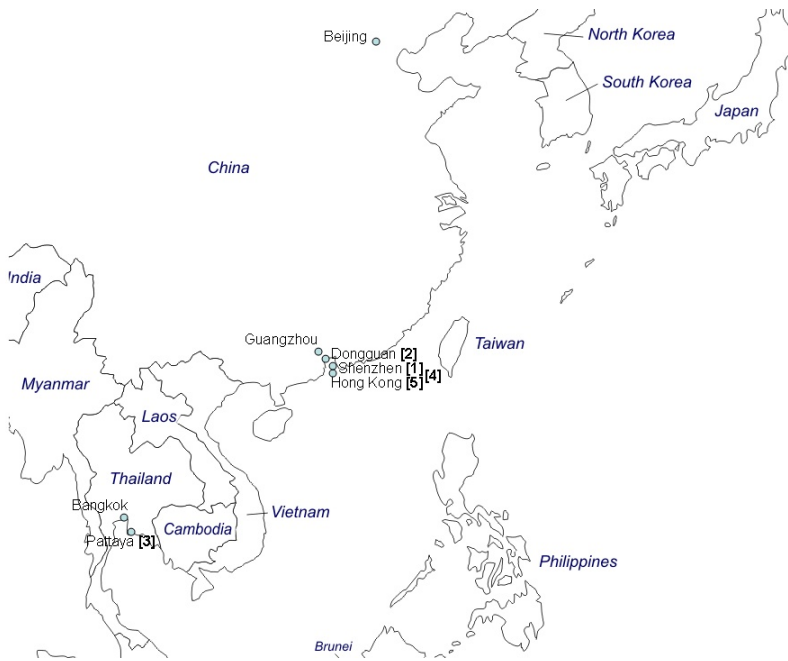 Beijing
North Korea
South Korea
Japan
China
India
Guangzhou
Dongguan [2]
Taiwan
Shenzhen [1]
[4]
Hong Kong [5]
Myanmar
Laos
Thailand
Bangkok
Vietnam
Cambodia
Pattaya [3]
Philippines
Brunei